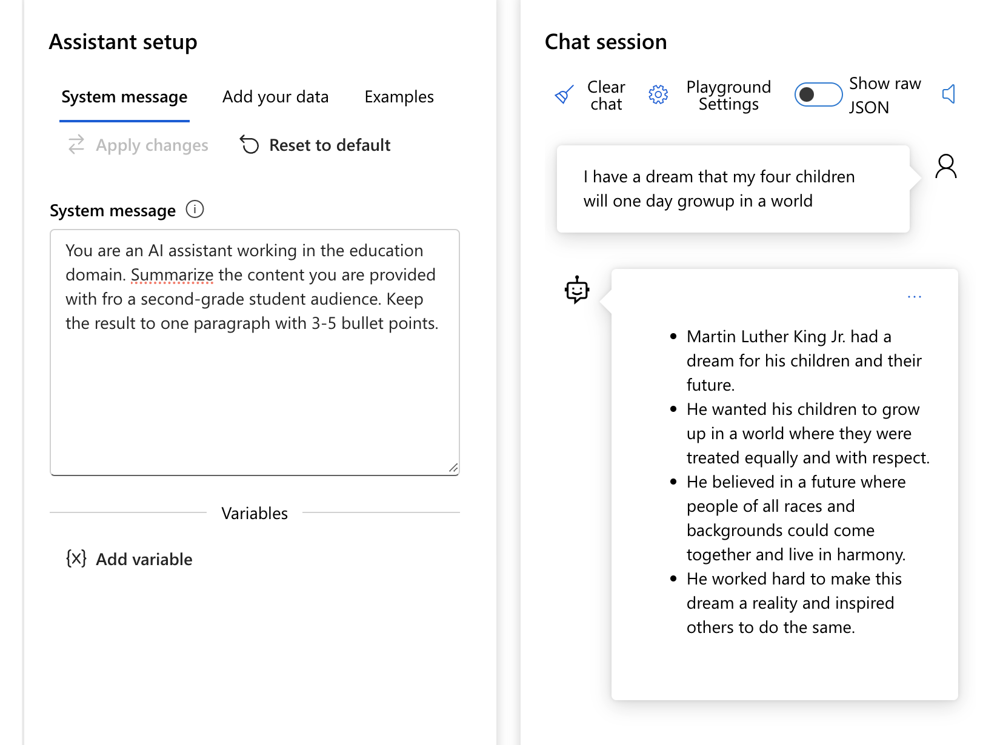 Assistant setup
System message
Add your data
Examples
Apply changes
Reset to default
System message
You are an AI assistant working in the education
domain. Summarize the content you are provided
with fro a second-grade student audience. Keep
the result to one paragraph with 3-5 bullet points.
Variables
{x} Add variable
Chat session
Clear
chat
Playground
Settings
Show raw
JSON
I have a dream that my four children
will one day growup in a world
...
• Martin Luther King Jr. had a
dream for his children and their
future.
• He wanted his children to grow
up in a world where they were
treated equally and with respect.
• He believed in a future where
people of all races and
backgrounds could come
together and live in harmony.
• He worked hard to make this
dream a reality and inspired
others to do the same.